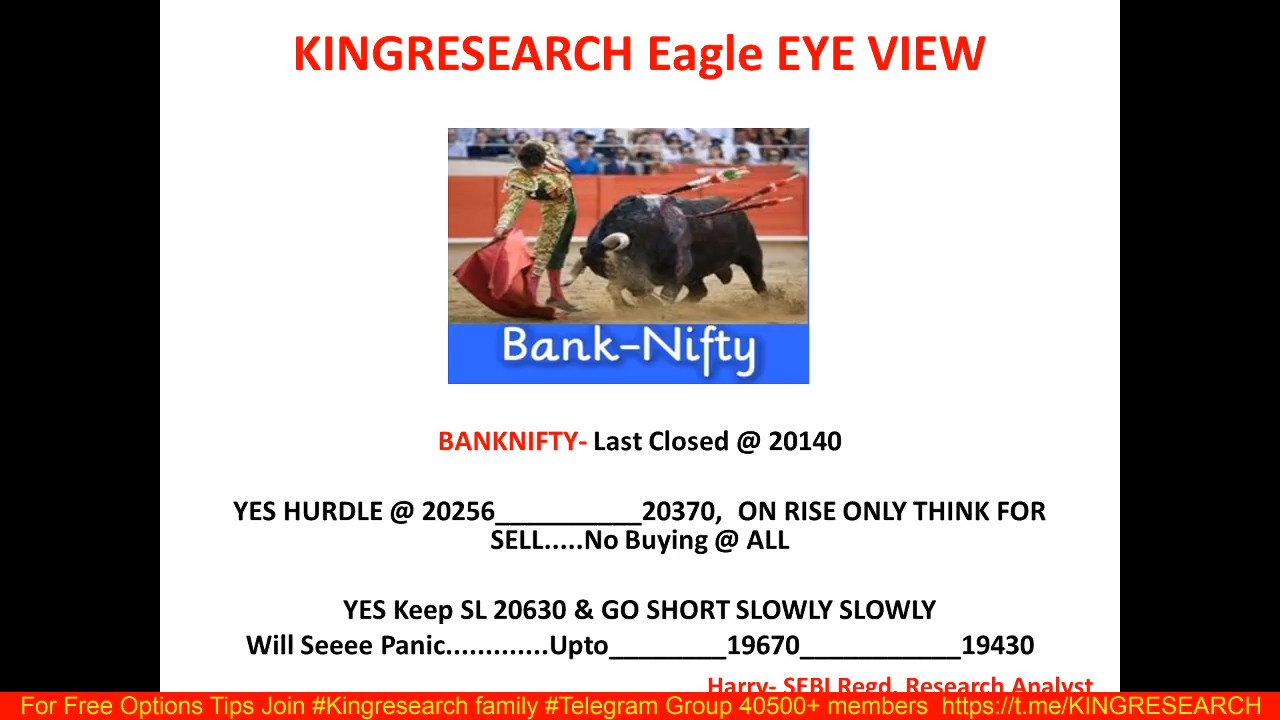 KINGRESEARCH Eagle EYE VIEW
Bank-Nifty
BANKNIFTY- Last Closed @ 20140
YES HURDLE @ 20256__________20370,  ON RISE ONLY THINK FOR
SELL.....No Buying @ ALL
YES Keep SL 20630 & GO SHORT SLOWLY SLOWLY
Will Seeee Panic.............Upto________19670___________19430
Harry- SEBI Regd. Research Analyst
For Free Options Tips Join #Kingresearch family #Telegram Group 40500+ members  https://t.me/KINGRESEARCH